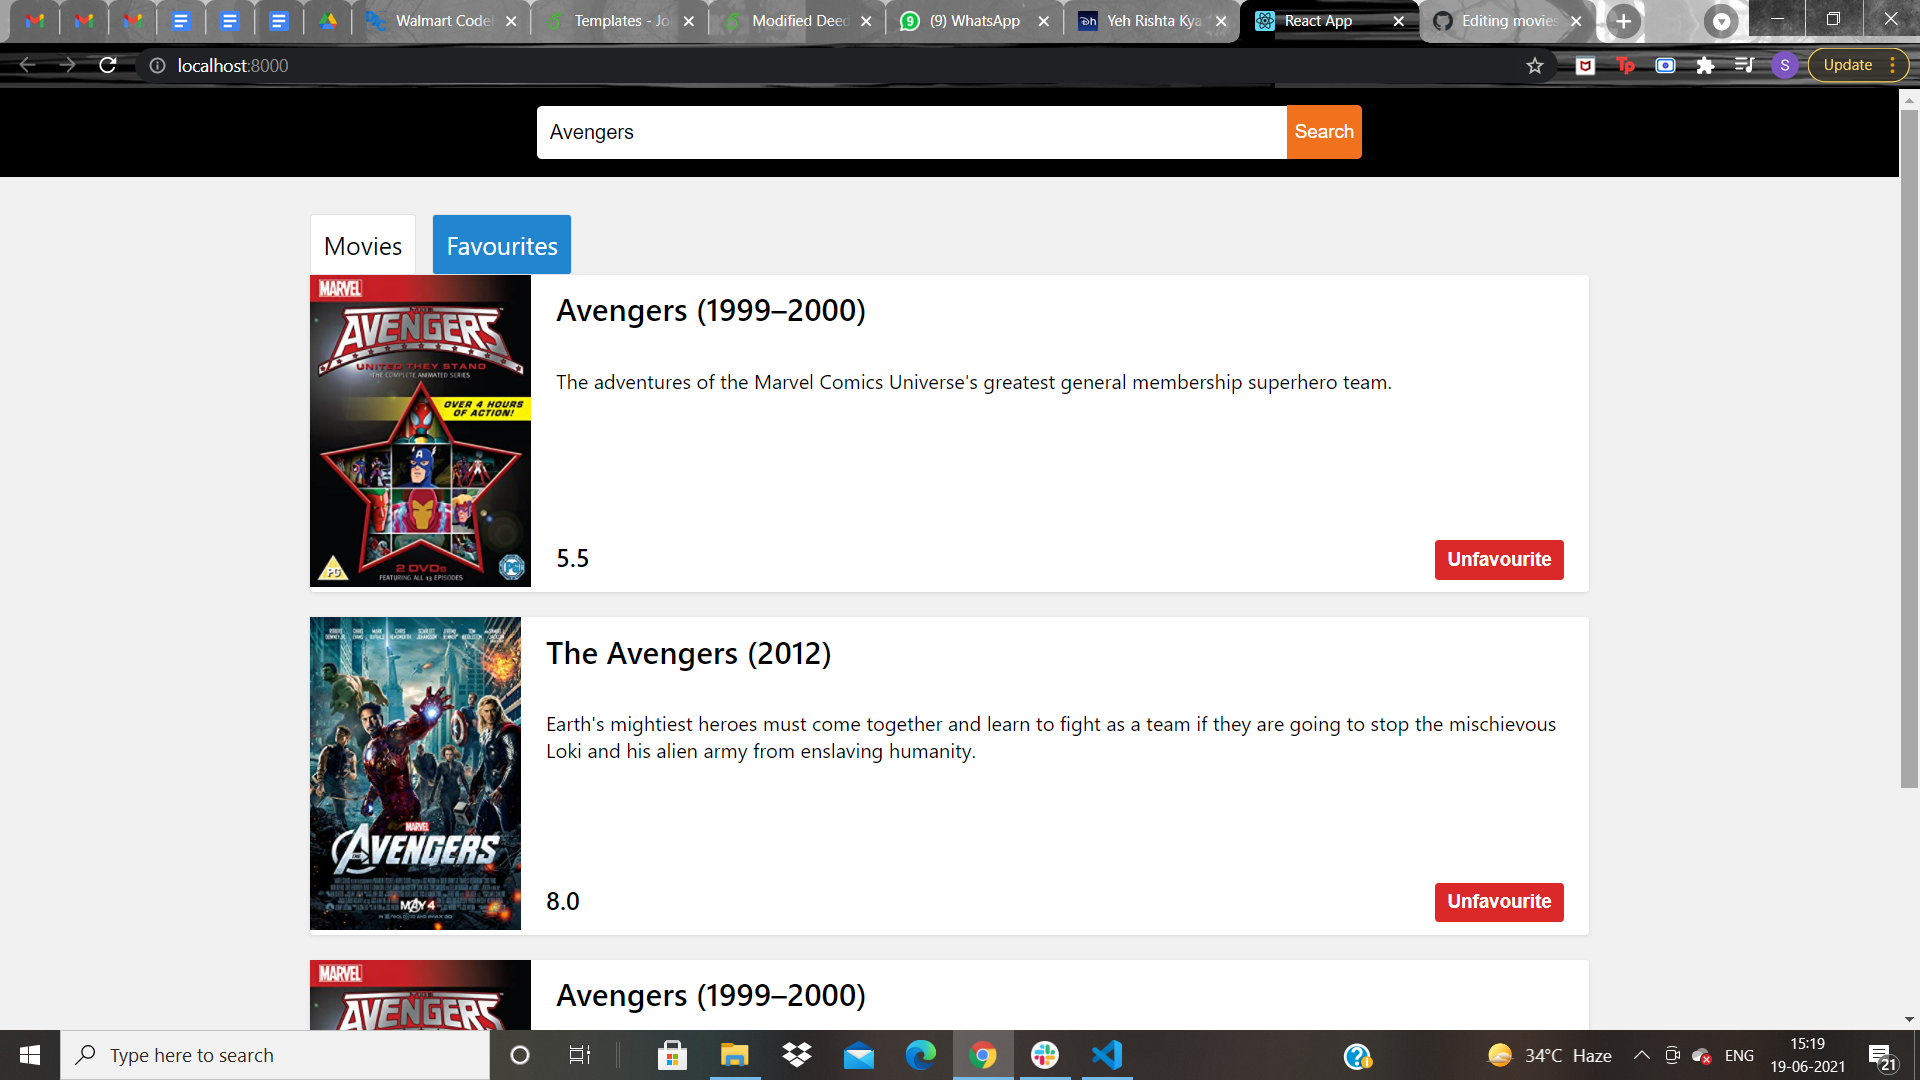 Walmart Code
Templates - Jo
Modified Deed
(9) WhatsApp
Yeh Rishta Kya
React App
Editing movies
localhost:8000
S
Update
Avengers
Search
Movies
Favourites
MARVEL
AVENGERS
UNITED THEY STAND
THE COMPLETE ANIMATED SERIES
OVER 4 HOURS
OF ACTION!
PG
2 DVDs
FEATURING ALL 13 EPISODES
Avengers (1999–2000)
The adventures of the Marvel Comics Universe's greatest general membership superhero team.
5.5
Unfavourite
MARVEL
AVENGERS
MAY 4
The Avengers (2012)
Earth's mightiest heroes must come together and learn to fight as a team if they are going to stop the mischievous
Loki and his alien army from enslaving humanity.
8.0
Unfavourite
MARVEL
AVENGERS
Avengers (1999–2000)
Type here to search
34°C Haze
ENG
15:19
19-06-2021
21